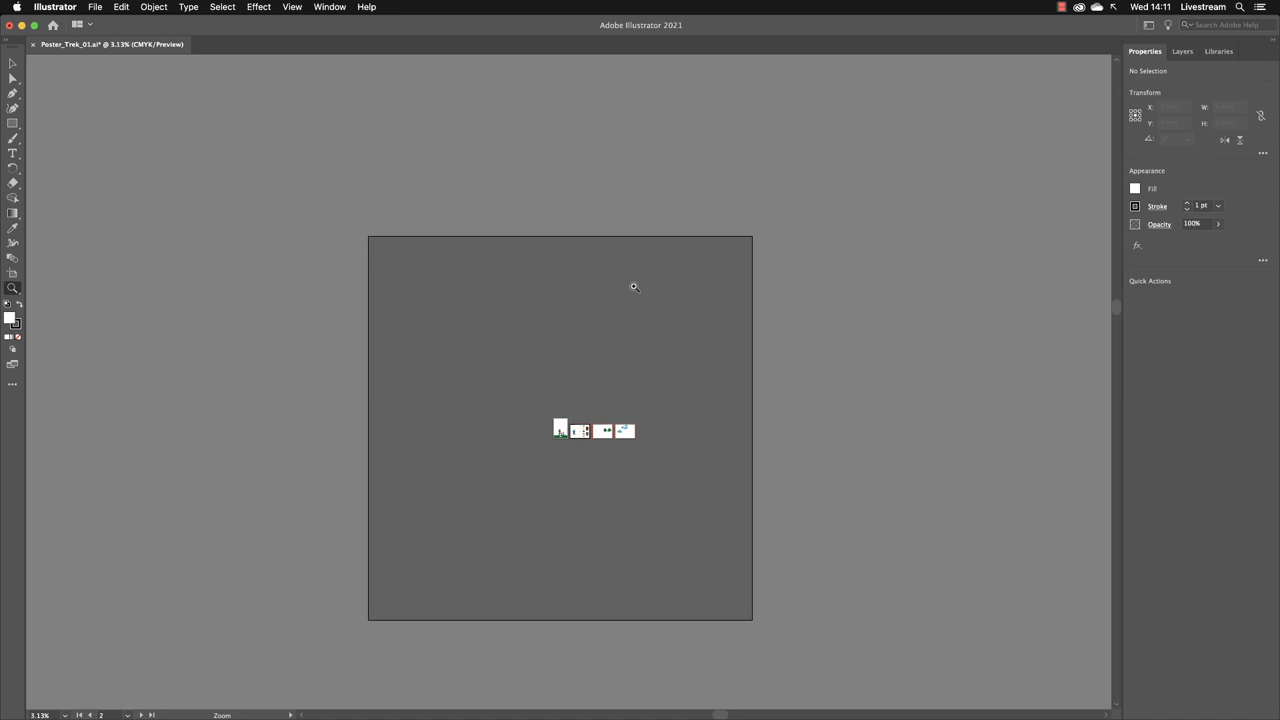 Illustrator File Edit Object Type Select Effect View Window Help
Wed 14:11 Livestream
Adobe Illustrator 2021
Search Adobe Help
Poster_Trek_01.ai* @ 3.13% (CMYK/Preview)
Properties Layers Libraries
No Selection
Transform
X: W:
Y: H:
Appearance
Fill
Stroke 1 pt
Opacity 100%
fx.
Quick Actions
3.13% 2 Zoom